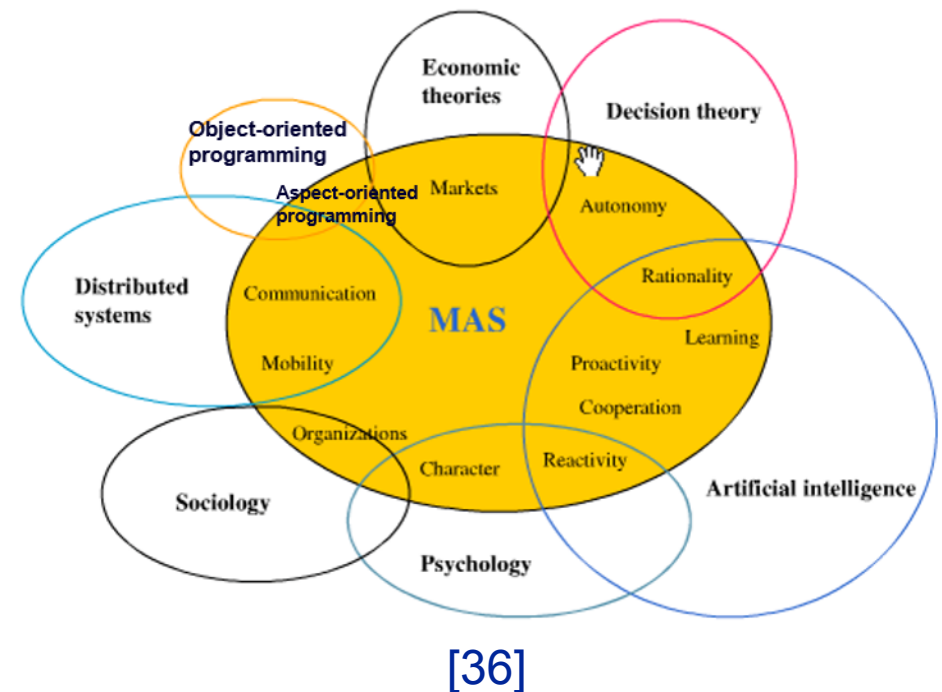 Economic
theories
Decision theory
Object-oriented
programming
Aspect-oriented
programming
Markets
Autonomy
Rationality
Distributed
systems
Communication
MAS
Learning
Mobility
Proactivity
Cooperation
Organizations
Character
Reactivity
Sociology
Artificial intelligence
Psychology
[36]